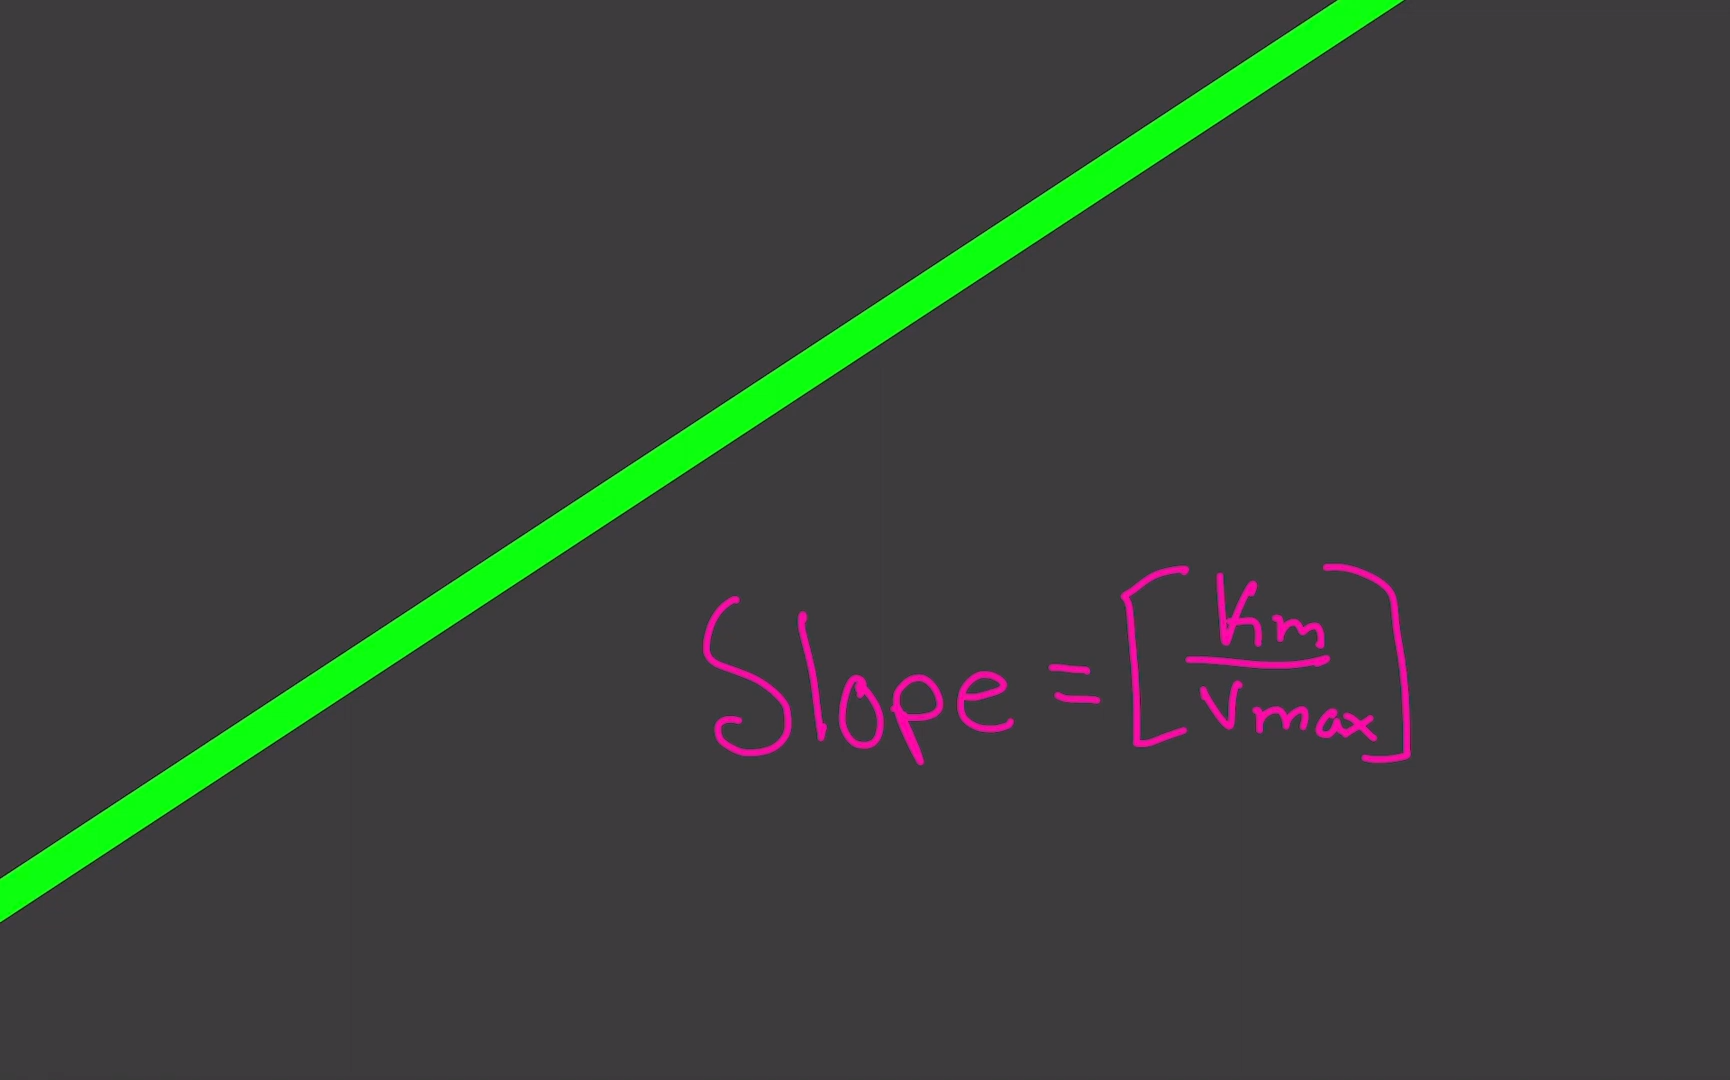 Slope = [Km / Vmax]